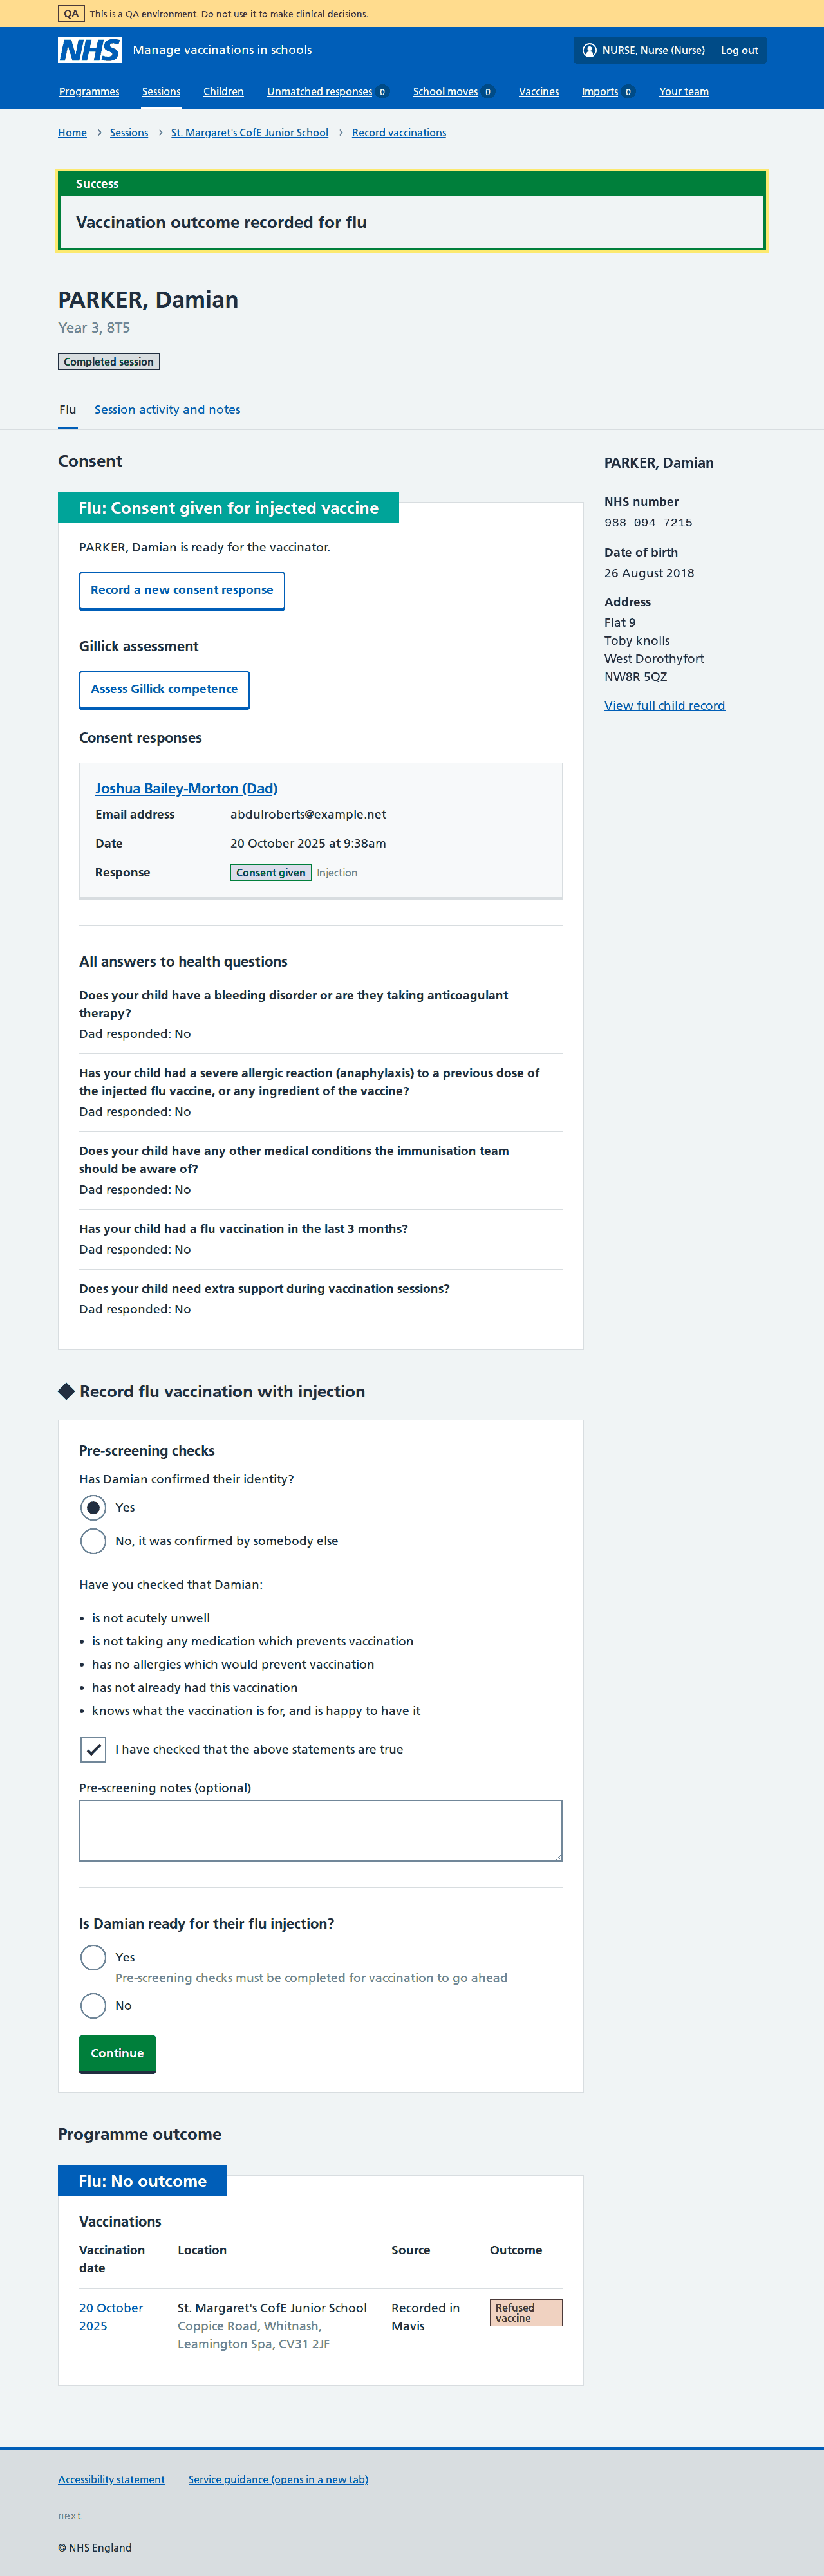 QA This is a QA environment. Do not use it to make clinical decisions.
NHS Manage vaccinations in schools NURSE, Nurse (Nurse) Log out
Programmes Sessions Children Unmatched responses 0 School moves 0 Vaccines Imports 0 Your team
Home Sessions St. Margaret's CofE Junior School Record vaccinations
Success
Vaccination outcome recorded for flu
PARKER, Damian
Year 3, 8T5
Completed session
Flu Session activity and notes
Consent
Flu: Consent given for injected vaccine
PARKER, Damian is ready for the vaccinator.
Record a new consent response
Gillick assessment
Assess Gillick competence
Consent responses
Joshua Bailey-Morton (Dad)
Email address abdulroberts@example.net
Date 20 October 2025 at 9:38am
Response Consent given Injection
All answers to health questions
Does your child have a bleeding disorder or are they taking anticoagulant
therapy?
Dad responded: No
Has your child had a severe allergic reaction (anaphylaxis) to a previous dose of
the injected flu vaccine, or any ingredient of the vaccine?
Dad responded: No
Does your child have any other medical conditions the immunisation team
should be aware of?
Dad responded: No
Has your child had a flu vaccination in the last 3 months?
Dad responded: No
Does your child need extra support during vaccination sessions?
Dad responded: No
PARKER, Damian
NHS number
988 094 7215
Date of birth
26 August 2018
Address
Flat 9
Toby knolls
West Dorothyfort
NW8R 5QZ
View full child record
Record flu vaccination with injection
Pre-screening checks
Has Damian confirmed their identity?
Yes
No, it was confirmed by somebody else
Have you checked that Damian:
• is not acutely unwell
• is not taking any medication which prevents vaccination
• has no allergies which would prevent vaccination
• has not already had this vaccination
• knows what the vaccination is for, and is happy to have it
I have checked that the above statements are true
Pre-screening notes (optional)
Is Damian ready for their flu injection?
Yes
Pre-screening checks must be completed for vaccination to go ahead
No
Continue
Programme outcome
Flu: No outcome
Vaccinations
Vaccination Location Source Outcome
date
20 October St. Margaret's CofE Junior School Recorded in Refused
2025 Coppice Road, Whitnash, Mavis vaccine
Leamington Spa, CV31 2JF
Accessibility statement Service guidance (opens in a new tab)
next
© NHS England